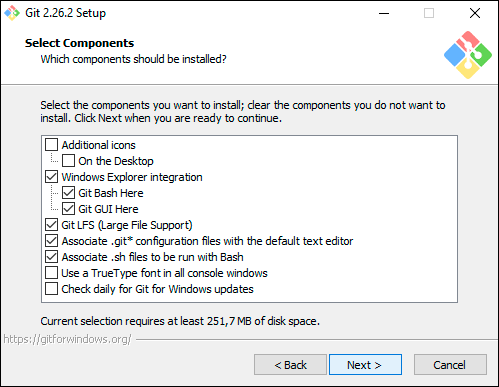 Git 2.26.2 Setup
Select Components
Which components should be installed?
Select the components you want to install; clear the components you do not want to
install. Click Next when you are ready to continue.
Additional icons
On the Desktop
Windows Explorer integration
Git Bash Here
Git GUI Here
Git LFS (Large File Support)
Associate .git* configuration files with the default text editor
Associate .sh files to be run with Bash
Use a TrueType font in all console windows
Check daily for Git for Windows updates
Current selection requires at least 251,7 MB of disk space.
https://gitforwindows.org/
< Back
Next >
Cancel